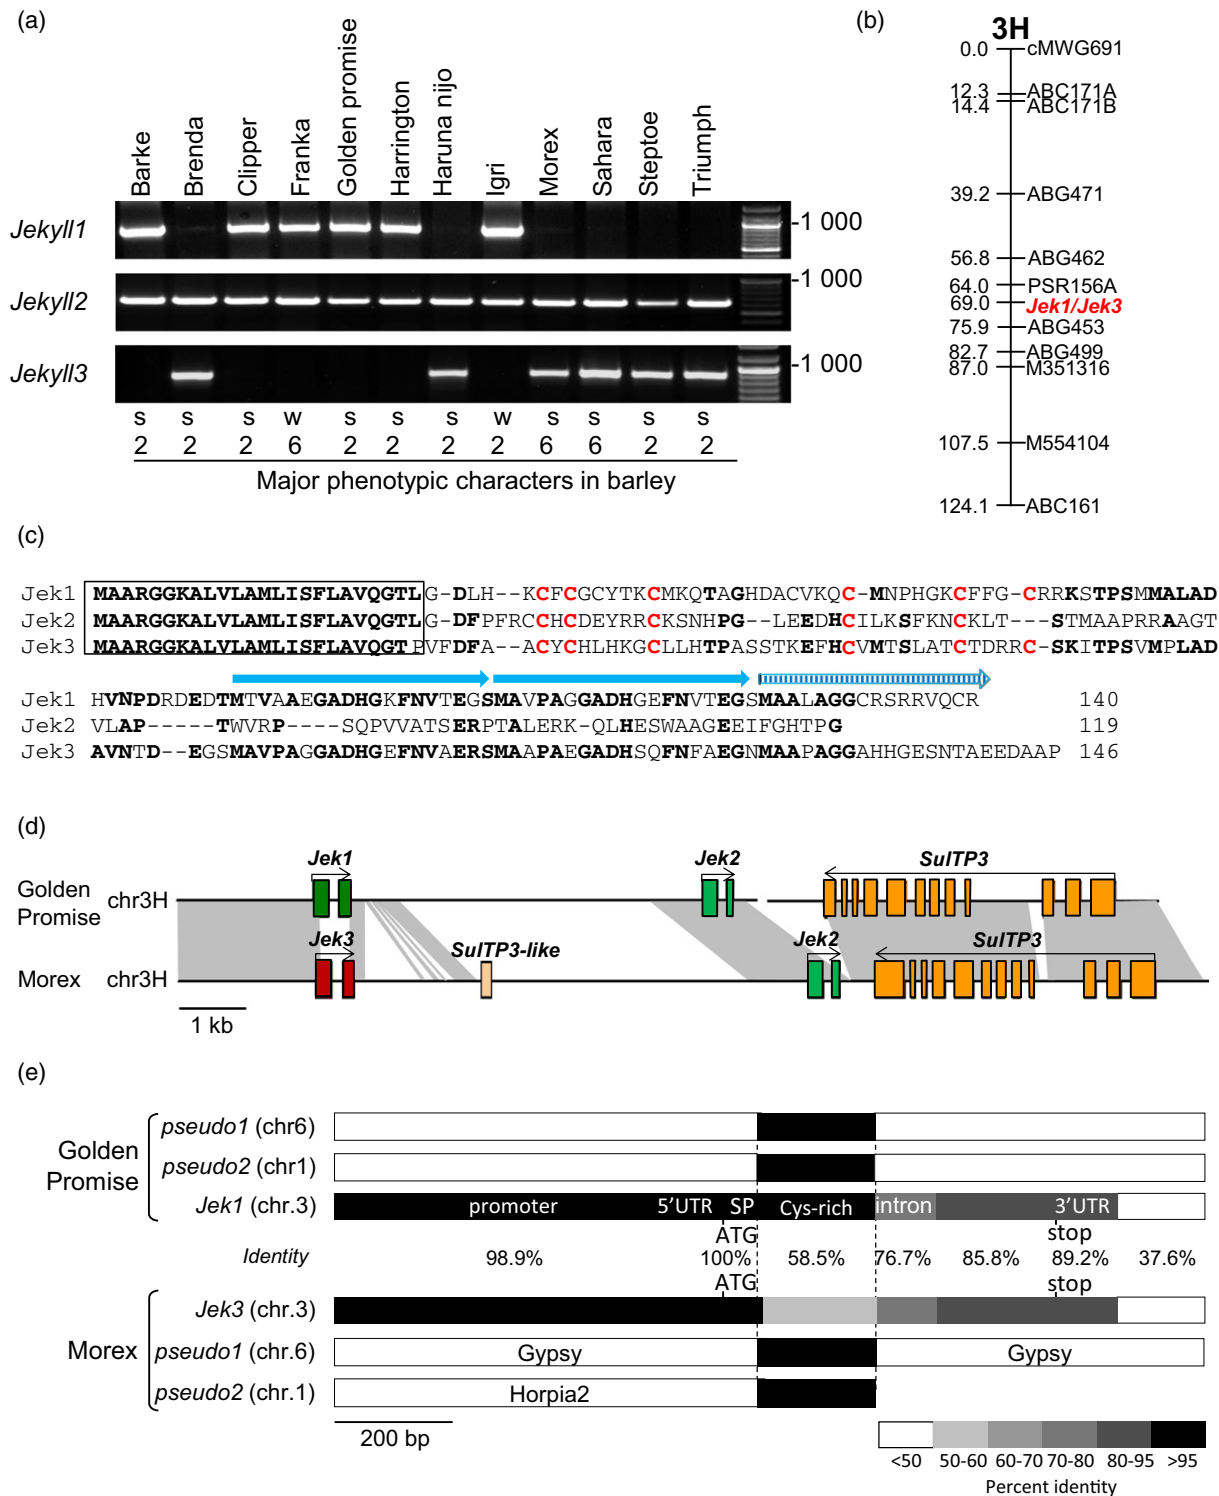 (a)
Barke
Brenda
Clipper
Franka
Golden promise
Harrington
Haruna nijo
Igri
Morex
Sahara
Steptoe
Triumph
Jekyll1
-1 000
Jekyll2
-1 000
Jekyll3
-1 000
s s s w s s s w s s s s
2 2 2 6 2 2 2 2 6 6 2 2
Major phenotypic characters in barley
(b)
3H
0.0 cMWG691
12.3 ABC171A
14.4 ABC171B
39.2 ABG471
56.8 ABG462
64.0 PSR156A
69.0 Jek1/Jek3
75.9 ABG453
82.7 ABG499
87.0 M351316
107.5 M554104
124.1 ABC161
(c)
Jek1 MAARGGKALVLAMLISFLAVQGTLG-DLH--KCFCGCYTKCMKQTAGHDACVKQC-MNPHGKCFFG-CRRKSTPSMMALAD
Jek2 MAARGGKALVLAMLISFLAVQGTLG-DFPFRCCHCDEYRRCKSNHPG--LEEDHCILKSFKNCKLT---STMAAPRRAAGT
Jek3 MAARGGKALVLAMLISFLAVQGTPVFDFA-ACYCHLHKGCLLHTPASSTKEFHCVMTSLATCTDRRC-SKITPSVMPLAD
Jek1 HVNPDRDEDTMTVAAEGADHGKFNVTEGSMAVPAGGADHGEFNVTEGSMAALAGGCRSRRVQCR 140
Jek2 VLAP-----TWVRP----SQPVVATSERPTALERK-QLHESWAAGEEIFGHTPG 119
Jek3 AVNTD--EGSMAVPAGGADHGEFNVAERSMAAPAEGADHSQFNFAEGNMAAPAGGAHHGESNTAEEDAAP 146
(d)
Golden Promise chr3H
Jek1
Jek2
SulTP3
Morex chr3H
Jek3
SulTP3-like
Jek2
SulTP3
1 kb
(e)
Golden Promise
pseudo1 (chr6)
pseudo2 (chr1)
Jek1 (chr.3) promoter 5'UTR SP Cys-rich intron 3'UTR
ATG stop
Identity 98.9% 100% 58.5% 76.7% 85.8% 89.2% 37.6%
ATG stop
Morex
Jek3 (chr.3)
pseudo1 (chr.6) Gypsy Gypsy
pseudo2 (chr.1) Horpia2
200 bp
<50 50-60 60-70 70-80 80-95 >95
Percent identity